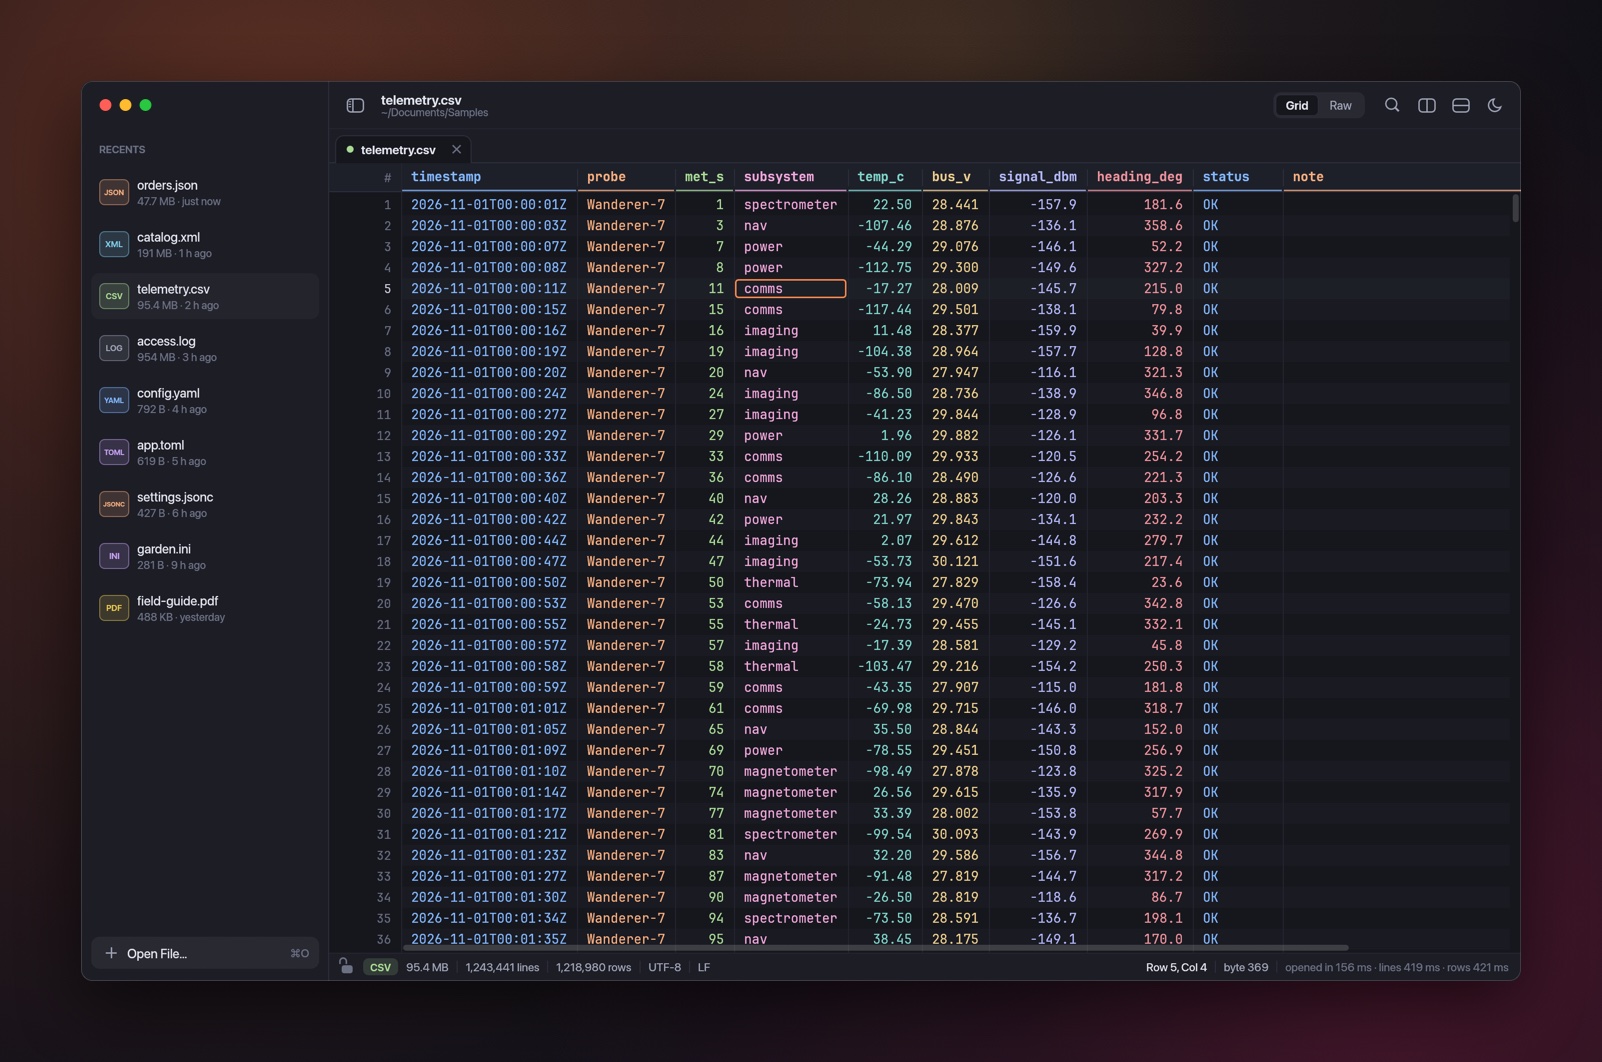 telemetry.csv
~/Documents/Samples
Grid Raw
RECENTS
JSON orders.json
47.7 MB · just now
XML catalog.xml
191 MB · 1 h ago
CSV telemetry.csv
95.4 MB · 2 h ago
LOG access.log
954 MB · 3 h ago
YAML config.yaml
792 B · 4 h ago
TOML app.toml
619 B · 5 h ago
JSONC settings.jsonc
427 B · 6 h ago
INI garden.ini
281 B · 9 h ago
PDF field-guide.pdf
488 KB · yesterday
Open File... ⌘O
telemetry.csv
# timestamp probe met_s subsystem temp_c bus_v signal_dbm heading_deg status note
1 2026-11-01T00:00:01Z Wanderer-7 1 spectrometer 22.50 28.441 -157.9 181.6 OK
2 2026-11-01T00:00:03Z Wanderer-7 3 nav -107.46 28.876 -136.1 358.6 OK
3 2026-11-01T00:00:07Z Wanderer-7 7 power -44.29 29.076 -146.1 52.2 OK
4 2026-11-01T00:00:08Z Wanderer-7 8 power -112.75 29.300 -149.6 327.2 OK
5 2026-11-01T00:00:11Z Wanderer-7 11 comms -17.27 28.009 -145.7 215.0 OK
6 2026-11-01T00:00:15Z Wanderer-7 15 comms -117.44 29.501 -138.1 79.8 OK
7 2026-11-01T00:00:16Z Wanderer-7 16 imaging 11.48 28.377 -159.9 39.9 OK
8 2026-11-01T00:00:19Z Wanderer-7 19 imaging -104.38 28.964 -157.7 128.8 OK
9 2026-11-01T00:00:20Z Wanderer-7 20 nav -53.90 27.947 -116.1 321.3 OK
10 2026-11-01T00:00:24Z Wanderer-7 24 imaging -86.50 28.736 -138.9 346.8 OK
11 2026-11-01T00:00:27Z Wanderer-7 27 imaging -41.23 29.844 -128.9 96.8 OK
12 2026-11-01T00:00:29Z Wanderer-7 29 power 1.96 29.882 -126.1 331.7 OK
13 2026-11-01T00:00:33Z Wanderer-7 33 comms -110.09 29.933 -120.5 254.2 OK
14 2026-11-01T00:00:36Z Wanderer-7 36 comms -86.10 28.490 -126.6 221.3 OK
15 2026-11-01T00:00:40Z Wanderer-7 40 nav 28.26 28.883 -120.0 203.3 OK
16 2026-11-01T00:00:42Z Wanderer-7 42 power 21.97 29.843 -134.1 232.2 OK
17 2026-11-01T00:00:44Z Wanderer-7 44 imaging 2.07 29.612 -144.8 279.7 OK
18 2026-11-01T00:00:47Z Wanderer-7 47 imaging -53.73 30.121 -151.6 217.4 OK
19 2026-11-01T00:00:50Z Wanderer-7 50 thermal -73.94 27.829 -158.4 23.6 OK
20 2026-11-01T00:00:53Z Wanderer-7 53 comms -58.13 29.470 -126.6 342.8 OK
21 2026-11-01T00:00:55Z Wanderer-7 55 thermal -24.73 29.455 -145.1 332.1 OK
22 2026-11-01T00:00:57Z Wanderer-7 57 imaging -17.39 28.581 -129.2 45.8 OK
23 2026-11-01T00:00:58Z Wanderer-7 58 thermal -103.47 29.216 -154.2 250.3 OK
24 2026-11-01T00:00:59Z Wanderer-7 59 comms -43.35 27.907 -115.0 181.8 OK
25 2026-11-01T00:01:01Z Wanderer-7 61 comms -69.98 29.715 -146.0 318.7 OK
26 2026-11-01T00:01:05Z Wanderer-7 65 nav 35.50 28.844 -143.3 152.0 OK
27 2026-11-01T00:01:09Z Wanderer-7 69 power -78.55 29.451 -150.8 256.9 OK
28 2026-11-01T00:01:10Z Wanderer-7 70 magnetometer -98.49 27.878 -123.8 325.2 OK
29 2026-11-01T00:01:14Z Wanderer-7 74 magnetometer 26.56 29.615 -135.9 317.9 OK
30 2026-11-01T00:01:17Z Wanderer-7 77 magnetometer 33.39 28.002 -153.8 57.7 OK
31 2026-11-01T00:01:21Z Wanderer-7 81 spectrometer -99.54 30.093 -143.9 269.9 OK
32 2026-11-01T00:01:23Z Wanderer-7 83 nav 32.20 29.586 -156.7 344.8 OK
33 2026-11-01T00:01:27Z Wanderer-7 87 magnetometer -91.48 27.819 -144.7 317.2 OK
34 2026-11-01T00:01:30Z Wanderer-7 90 magnetometer -26.50 28.819 -118.6 86.7 OK
35 2026-11-01T00:01:34Z Wanderer-7 94 spectrometer -73.50 28.591 -136.7 198.1 OK
36 2026-11-01T00:01:35Z Wanderer-7 95 nav 38.45 28.175 -149.1 170.0 OK
CSV 95.4 MB 1,243,441 lines 1,218,980 rows UTF-8 LF Row 5, Col 4 byte 369 opened in 156 ms · lines 419 ms · rows 421 ms